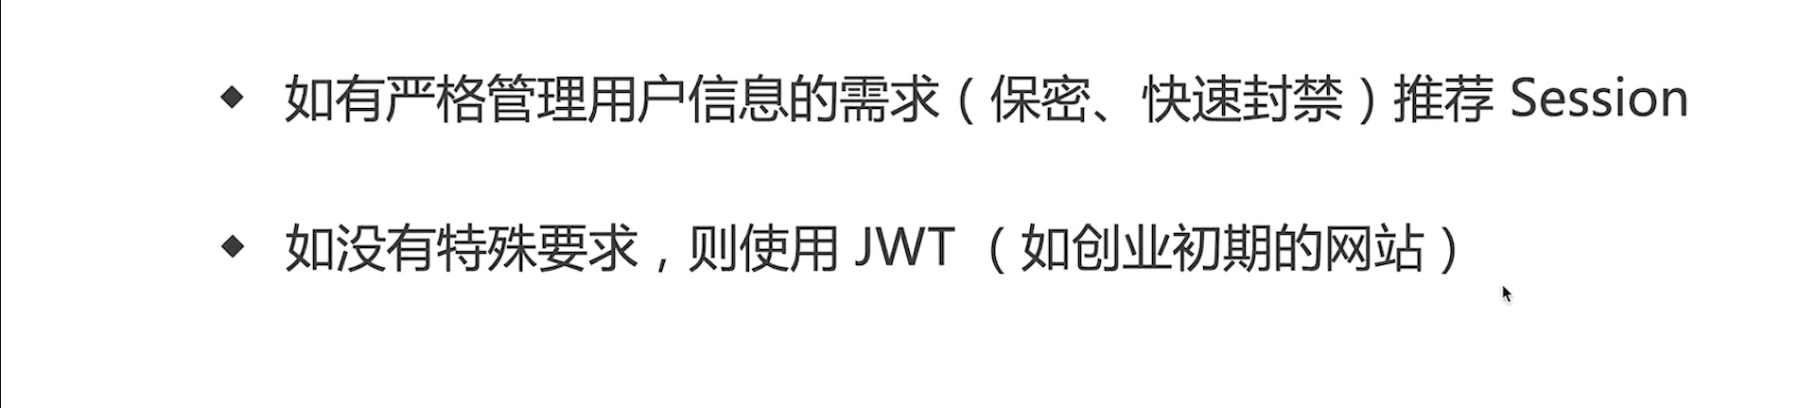 ◆ 如有严格管理用户信息的需求（保密、快速封禁）推荐 Session
◆ 如没有特殊要求，则使用 JWT （如创业初期的网站）